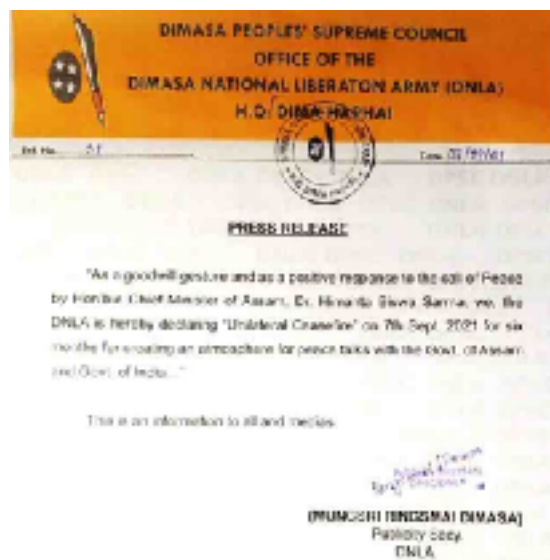 DIMASA PEOPLES' SUPREME COUNCIL
OFFICE OF THE
DIMASA NATIONAL LIBERATON ARMY (DNLA)
H.Q: DIMA HARHAI
PRESS RELEASE
"As a goodwill gesture and as a positive response to the call of Peace
by Hon'ble Chief Minister of Assam, Dr. Himanta Biswa Sarma, we, the
DNLA is hereby declaring "Unilateral Ceasefire" on 7th Sept, 2021 for six
months for creating an atmosphere for peace talks with the Govt. of Assam
and Govt. of India..."
This is an information to all and medias.
DIMASA)
Publicity Secy.
DNLA